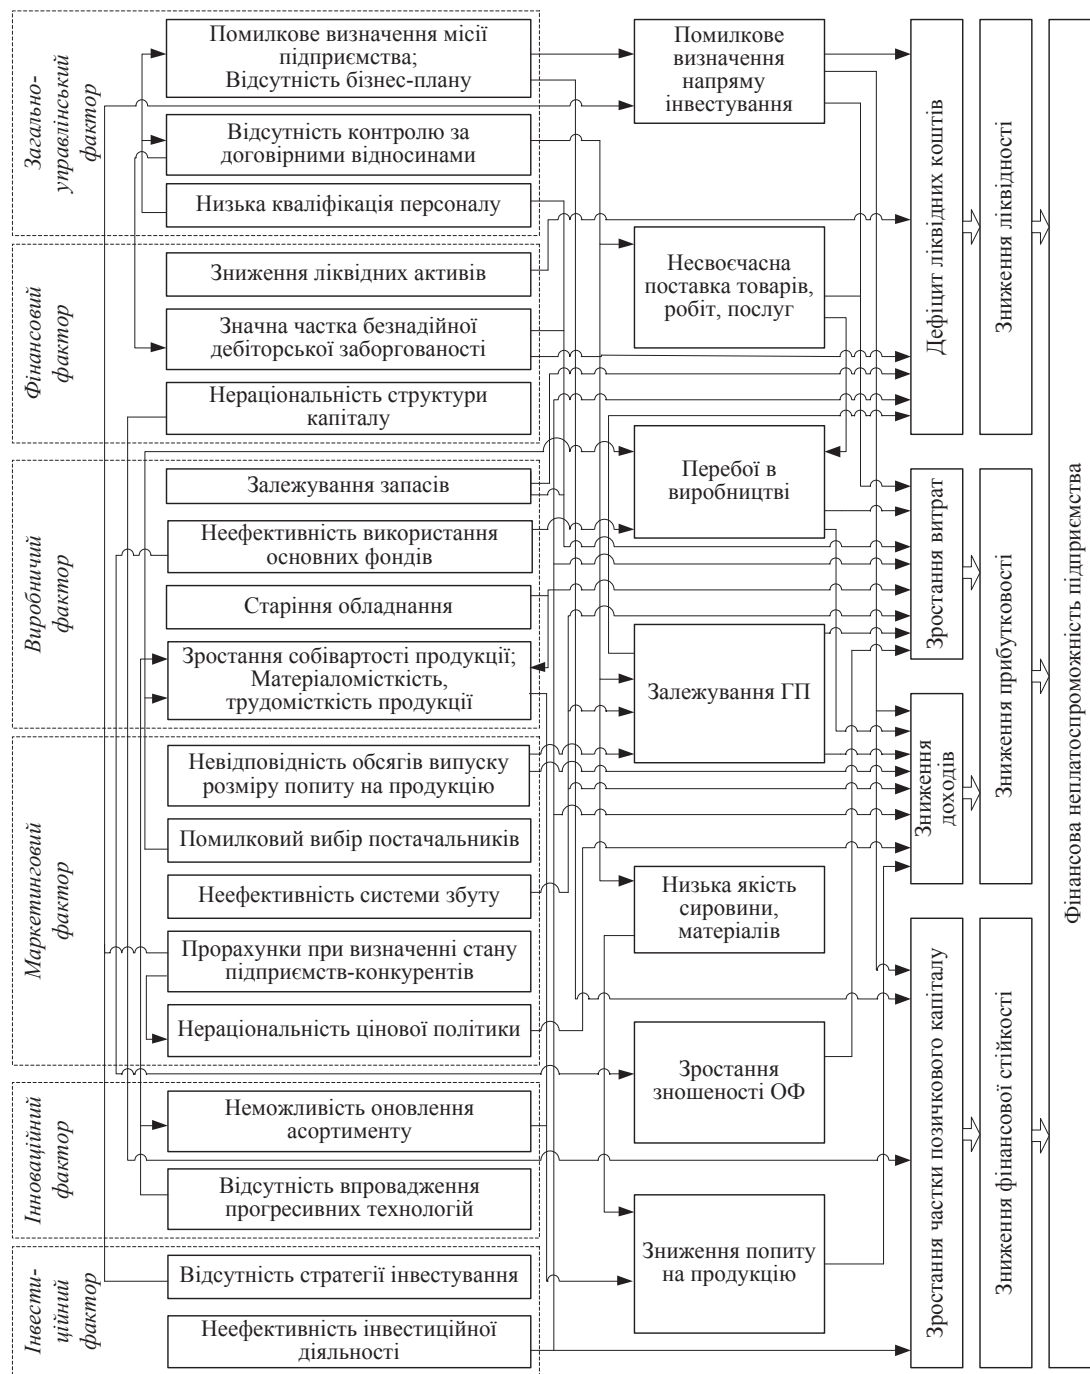 Загально-
управлінський
фактор
Помилкове визначення місії
підприємства;
Відсутність бізнес-плану
Відсутність контролю за
договірними відносинами
Низька кваліфікація персоналу
Фінансовий
фактор
Зниження ліквідних активів
Значна частка безнадійної
дебіторської заборгованості
Нераціональність структури
капіталу
Виробничий
фактор
Залежування запасів
Неефективність використання
основних фондів
Старіння обладнання
Зростання собівартості продукції;
Матеріаломісткість,
трудомісткість продукції
Маркетинговий
фактор
Невідповідність обсягів випуску
розміру попиту на продукцію
Помилковий вибір постачальників
Неефективність системи збуту
Прорахунки при визначенні стану
підприємств-конкурентів
Нераціональність цінової політики
Інноваційний
фактор
Неможливість оновлення
асортименту
Відсутність впровадження
прогресивних технологій
Інвести-
ційний
фактор
Відсутність стратегії інвестування
Неефективність інвестиційної
діяльності
Помилкове
визначення
напряму
інвестування
Несвоєчасна
поставка товарів,
робіт, послуг
Перебої в
виробництві
Залежування ГП
Низька якість
сировини,
матеріалів
Зростання
зношеності ОФ
Зниження попиту
на продукцію
Дефіцит ліквідних коштів
Зростання витрат
Зниження
доходів
Зростання частки позичкового капіталу
Зниження ліквідності
Зниження прибутковості
Зниження фінансової стійкості
Фінансова неплатоспроможність підприємства